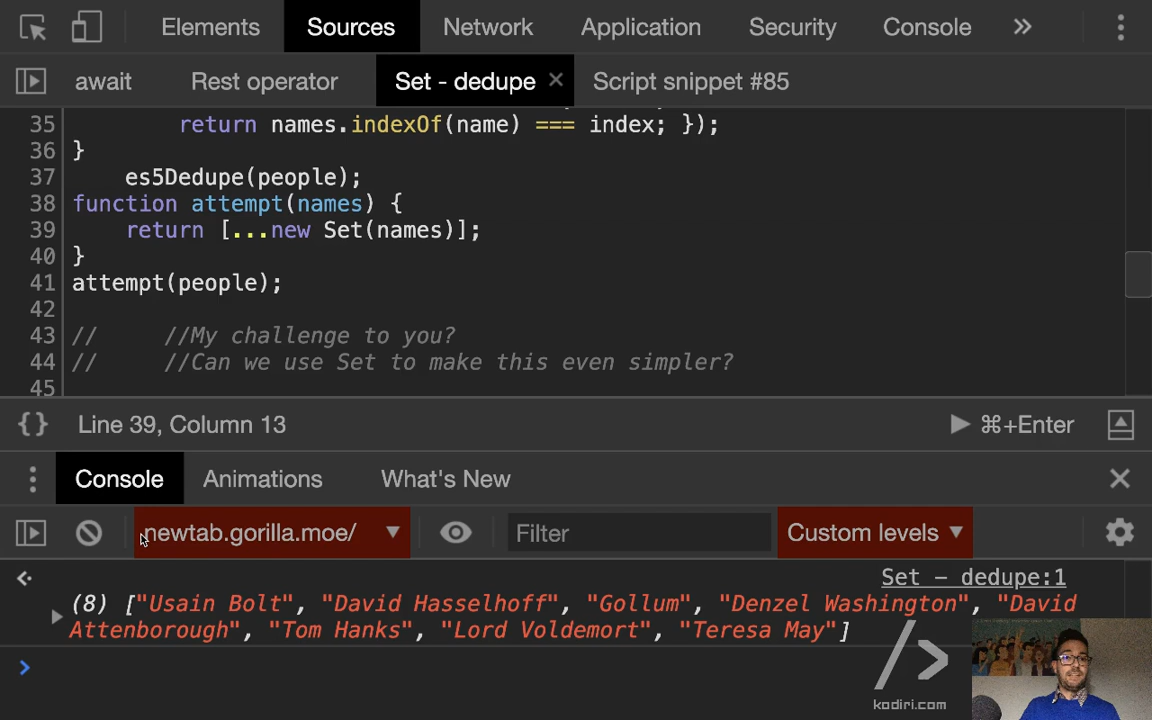 Elements Sources Network Application Security Console »
await Rest operator Set - dedupe × Script snippet #85
35 return names.indexOf(name) === index; });
36 }
37 es5Dedupe(people);
38 function attempt(names) {
39 return [...new Set(names)];
40 }
41 attempt(people);
42
43 // //My challenge to you?
44 // //Can we use Set to make this even simpler?
45
{} Line 39, Column 13 ⌘+Enter
Console Animations What's New
newtab.gorilla.moe/ Filter Custom levels
Set - dedupe:1
(8) ["Usain Bolt", "David Hasselhoff", "Gollum", "Denzel Washington", "David
Attenborough", "Tom Hanks", "Lord Voldemort", "Teresa May"]
kodiri.com